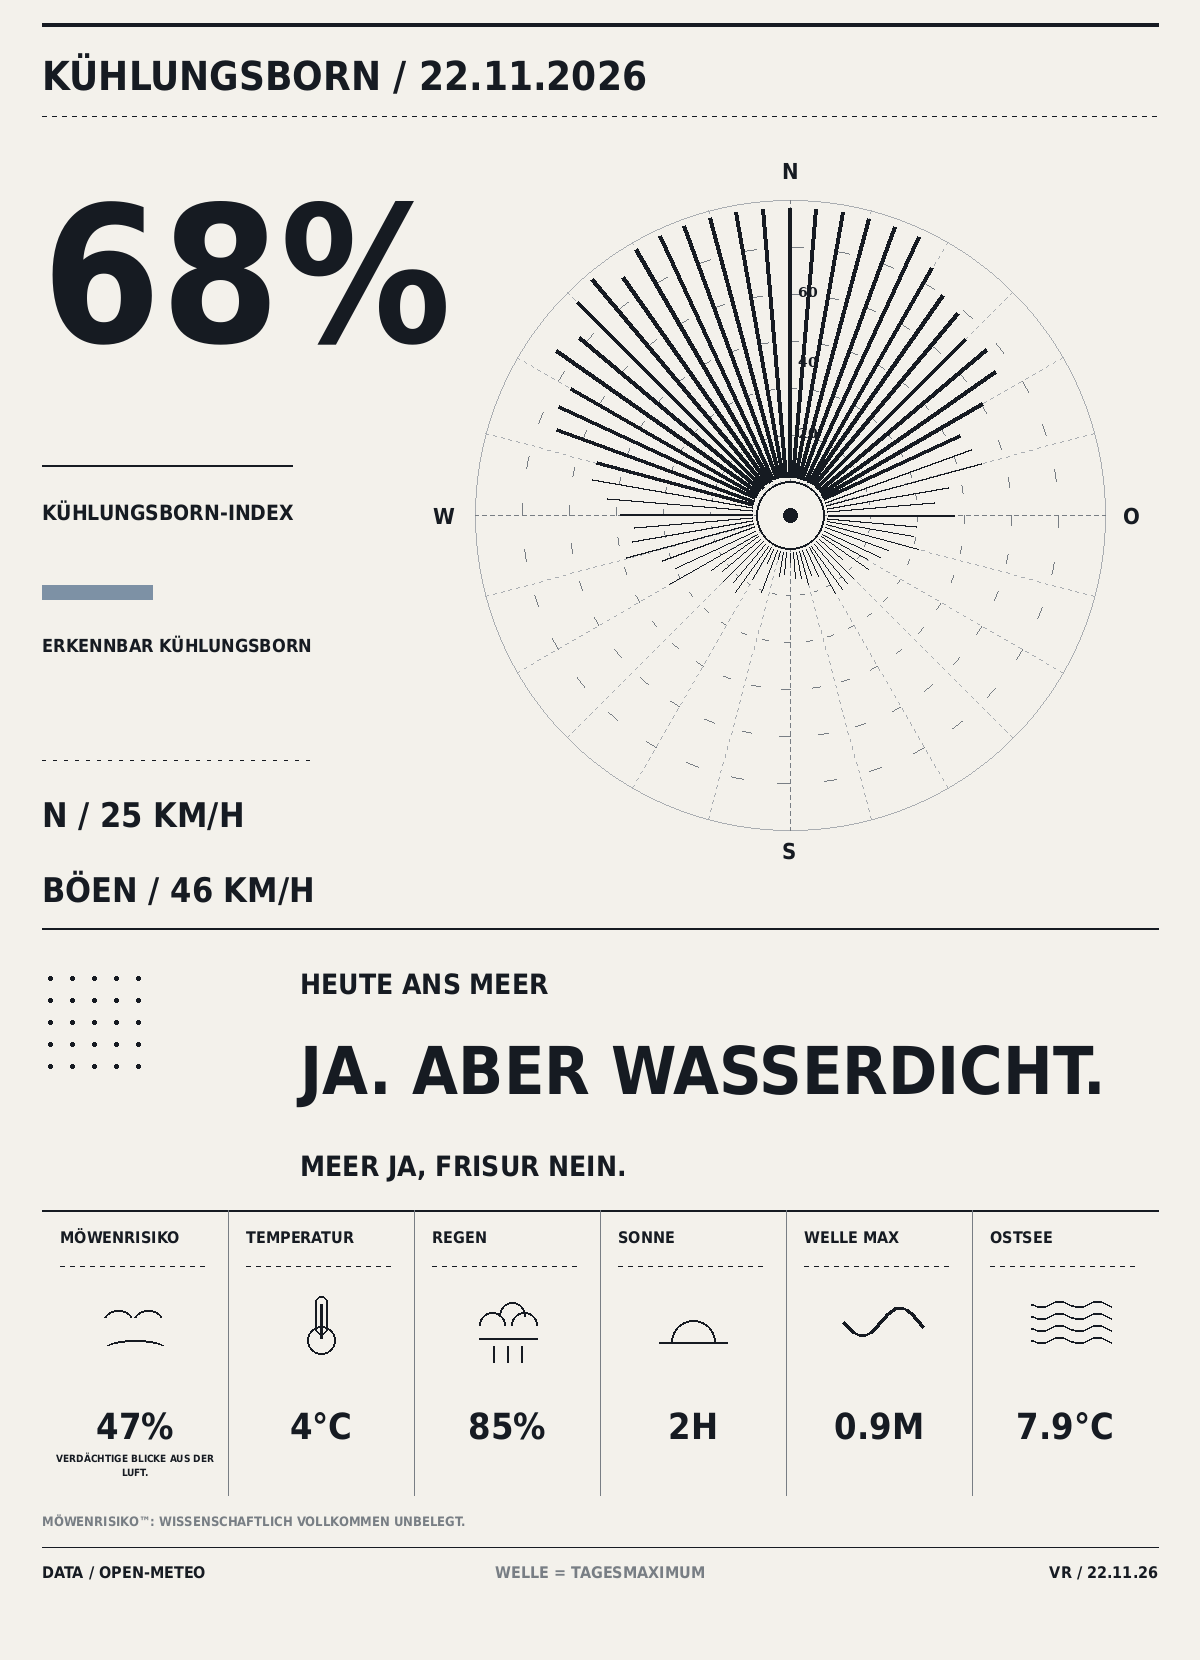 KÜHLUNGSBORN / 22.11.2026
68%
KÜHLUNGSBORN-INDEX
ERKENNBAR KÜHLUNGSBORN
N / 25 KM/H
BÖEN / 46 KM/H
N
60
40
20
W
O
S
HEUTE ANS MEER
JA. ABER WASSERDICHT.
MEER JA, FRISUR NEIN.
MÖWENRISIKO
47%
VERDÄCHTIGE BLICKE AUS DER
LUFT.
TEMPERATUR
4°C
REGEN
85%
SONNE
2H
WELLE MAX
0.9M
OSTSEE
7.9°C
MÖWENRISIKO™: WISSENSCHAFTLICH VOLLKOMMEN UNBELEGT.
DATA / OPEN-METEO
WELLE = TAGESMAXIMUM
VR / 22.11.26